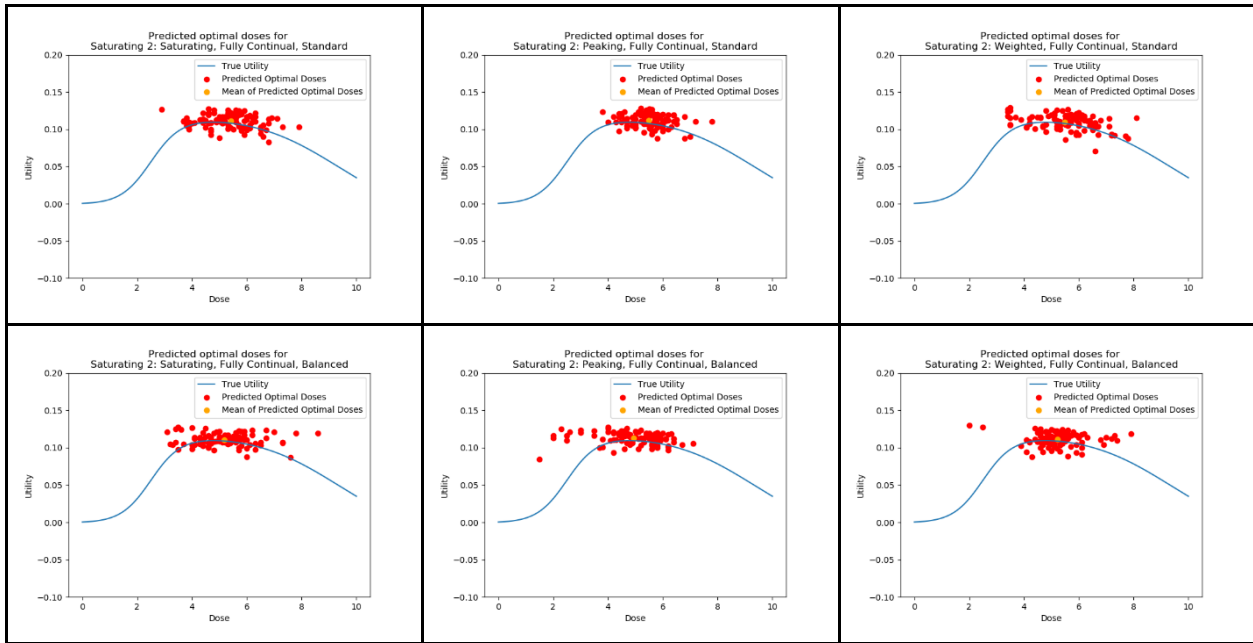 Predicted optimal doses for
Saturating 2: Saturating, Fully Continual, Standard
0.20
0.15
0.10
0.05
0.00
−0.05
−0.10
Utility
True Utility
Predicted Optimal Doses
Mean of Predicted Optimal Doses
0 2 4 6 8 10
Dose
Predicted optimal doses for
Saturating 2: Peaking, Fully Continual, Standard
0.20
0.15
0.10
0.05
0.00
−0.05
−0.10
Utility
True Utility
Predicted Optimal Doses
Mean of Predicted Optimal Doses
0 2 4 6 8 10
Dose
Predicted optimal doses for
Saturating 2: Weighted, Fully Continual, Standard
0.20
0.15
0.10
0.05
0.00
−0.05
−0.10
Utility
True Utility
Predicted Optimal Doses
Mean of Predicted Optimal Doses
0 2 4 6 8 10
Dose
Predicted optimal doses for
Saturating 2: Saturating, Fully Continual, Balanced
0.20
0.15
0.10
0.05
0.00
−0.05
−0.10
Utility
True Utility
Predicted Optimal Doses
Mean of Predicted Optimal Doses
0 2 4 6 8 10
Dose
Predicted optimal doses for
Saturating 2: Peaking, Fully Continual, Balanced
0.20
0.15
0.10
0.05
0.00
−0.05
−0.10
Utility
True Utility
Predicted Optimal Doses
Mean of Predicted Optimal Doses
0 2 4 6 8 10
Dose
Predicted optimal doses for
Saturating 2: Weighted, Fully Continual, Balanced
0.20
0.15
0.10
0.05
0.00
−0.05
−0.10
Utility
True Utility
Predicted Optimal Doses
Mean of Predicted Optimal Doses
0 2 4 6 8 10
Dose